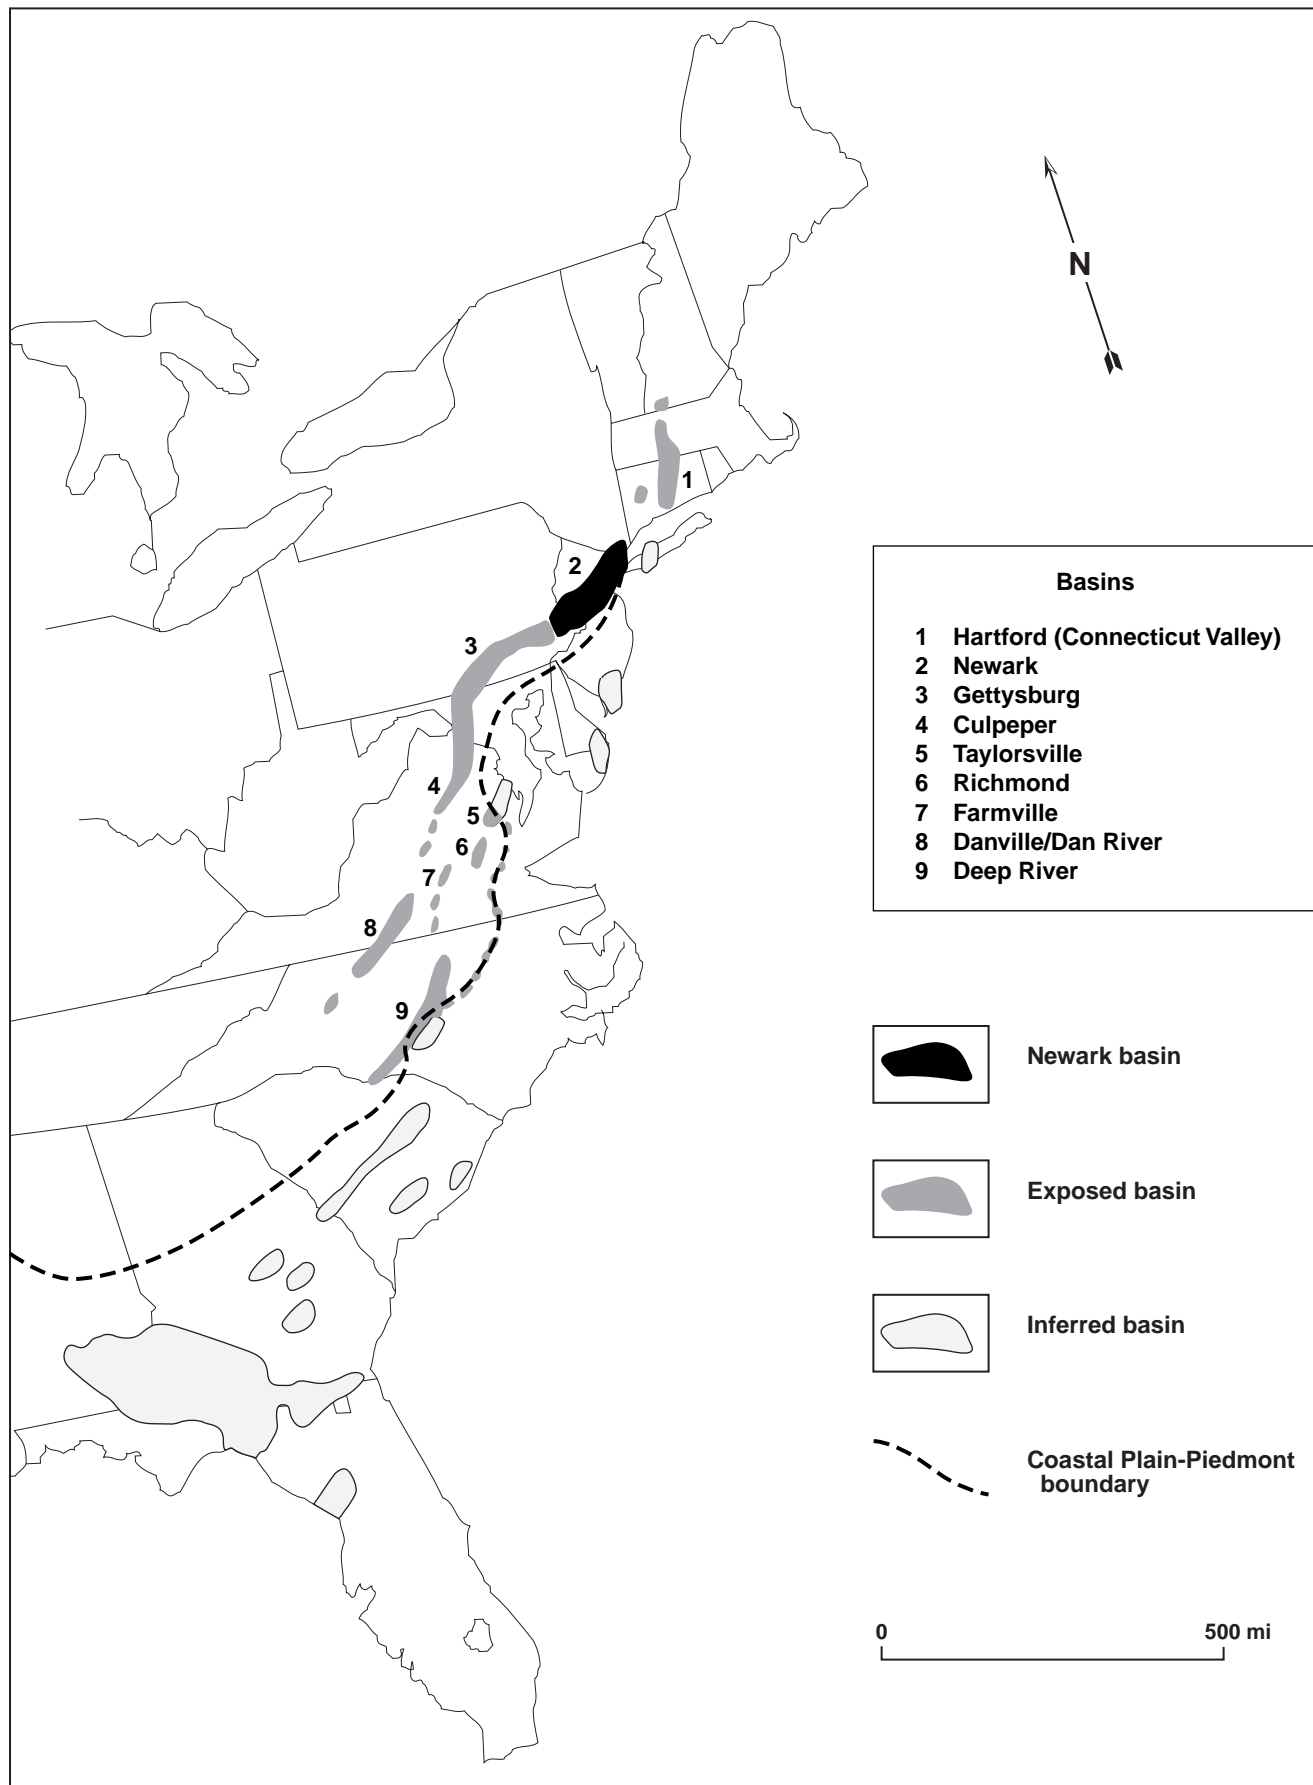 N
1
2
3
4
5
6
7
8
9
Basins
1 Hartford (Connecticut Valley)
2 Newark
3 Gettysburg
4 Culpeper
5 Taylorsville
6 Richmond
7 Farmville
8 Danville/Dan River
9 Deep River
Newark basin
Exposed basin
Inferred basin
Coastal Plain-Piedmont
boundary
0 500 mi